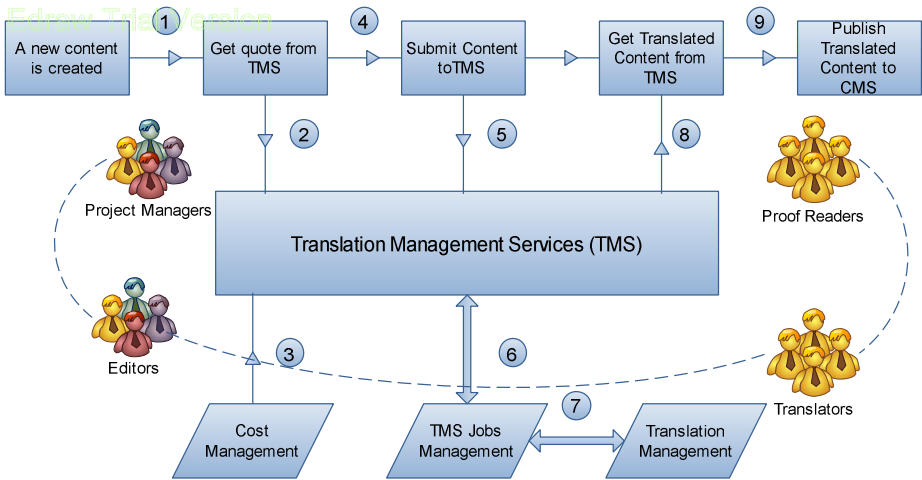 Edraw Trial Version
1
4
9
A new content
is created
Get quote from
TMS
Submit Content
toTMS
Get Translated
Content from
TMS
Publish
Translated
Content to
CMS
2
5
8
Project Managers
Proof Readers
Translation Management Services (TMS)
Editors
3
6
Translators
7
Cost
Management
TMS Jobs
Management
Translation
Management